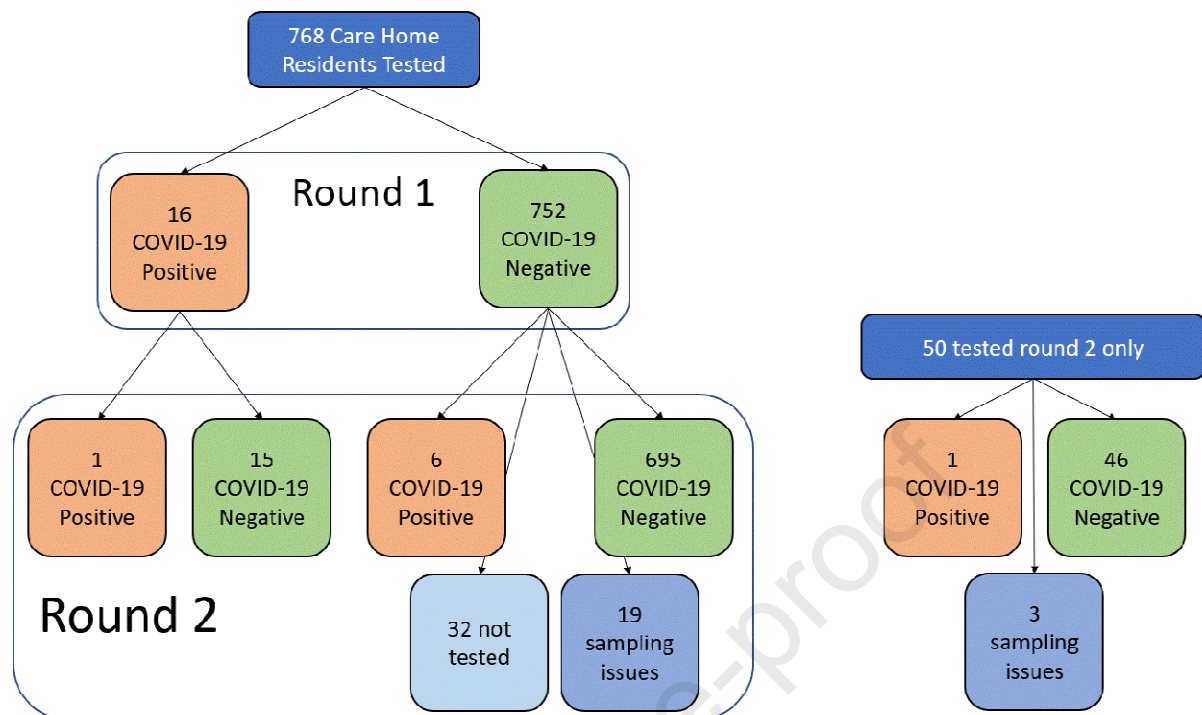 768 Care Home
Residents Tested
Round 1
16
COVID-19
Positive
752
COVID-19
Negative
50 tested round 2 only
1
COVID-19
Positive
15
COVID-19
Negative
6
COVID-19
Positive
695
COVID-19
Negative
1
COVID-19
Positive
46
COVID-19
Negative
Round 2
32 not
tested
19
sampling
issues
3
sampling
issues
e-proof